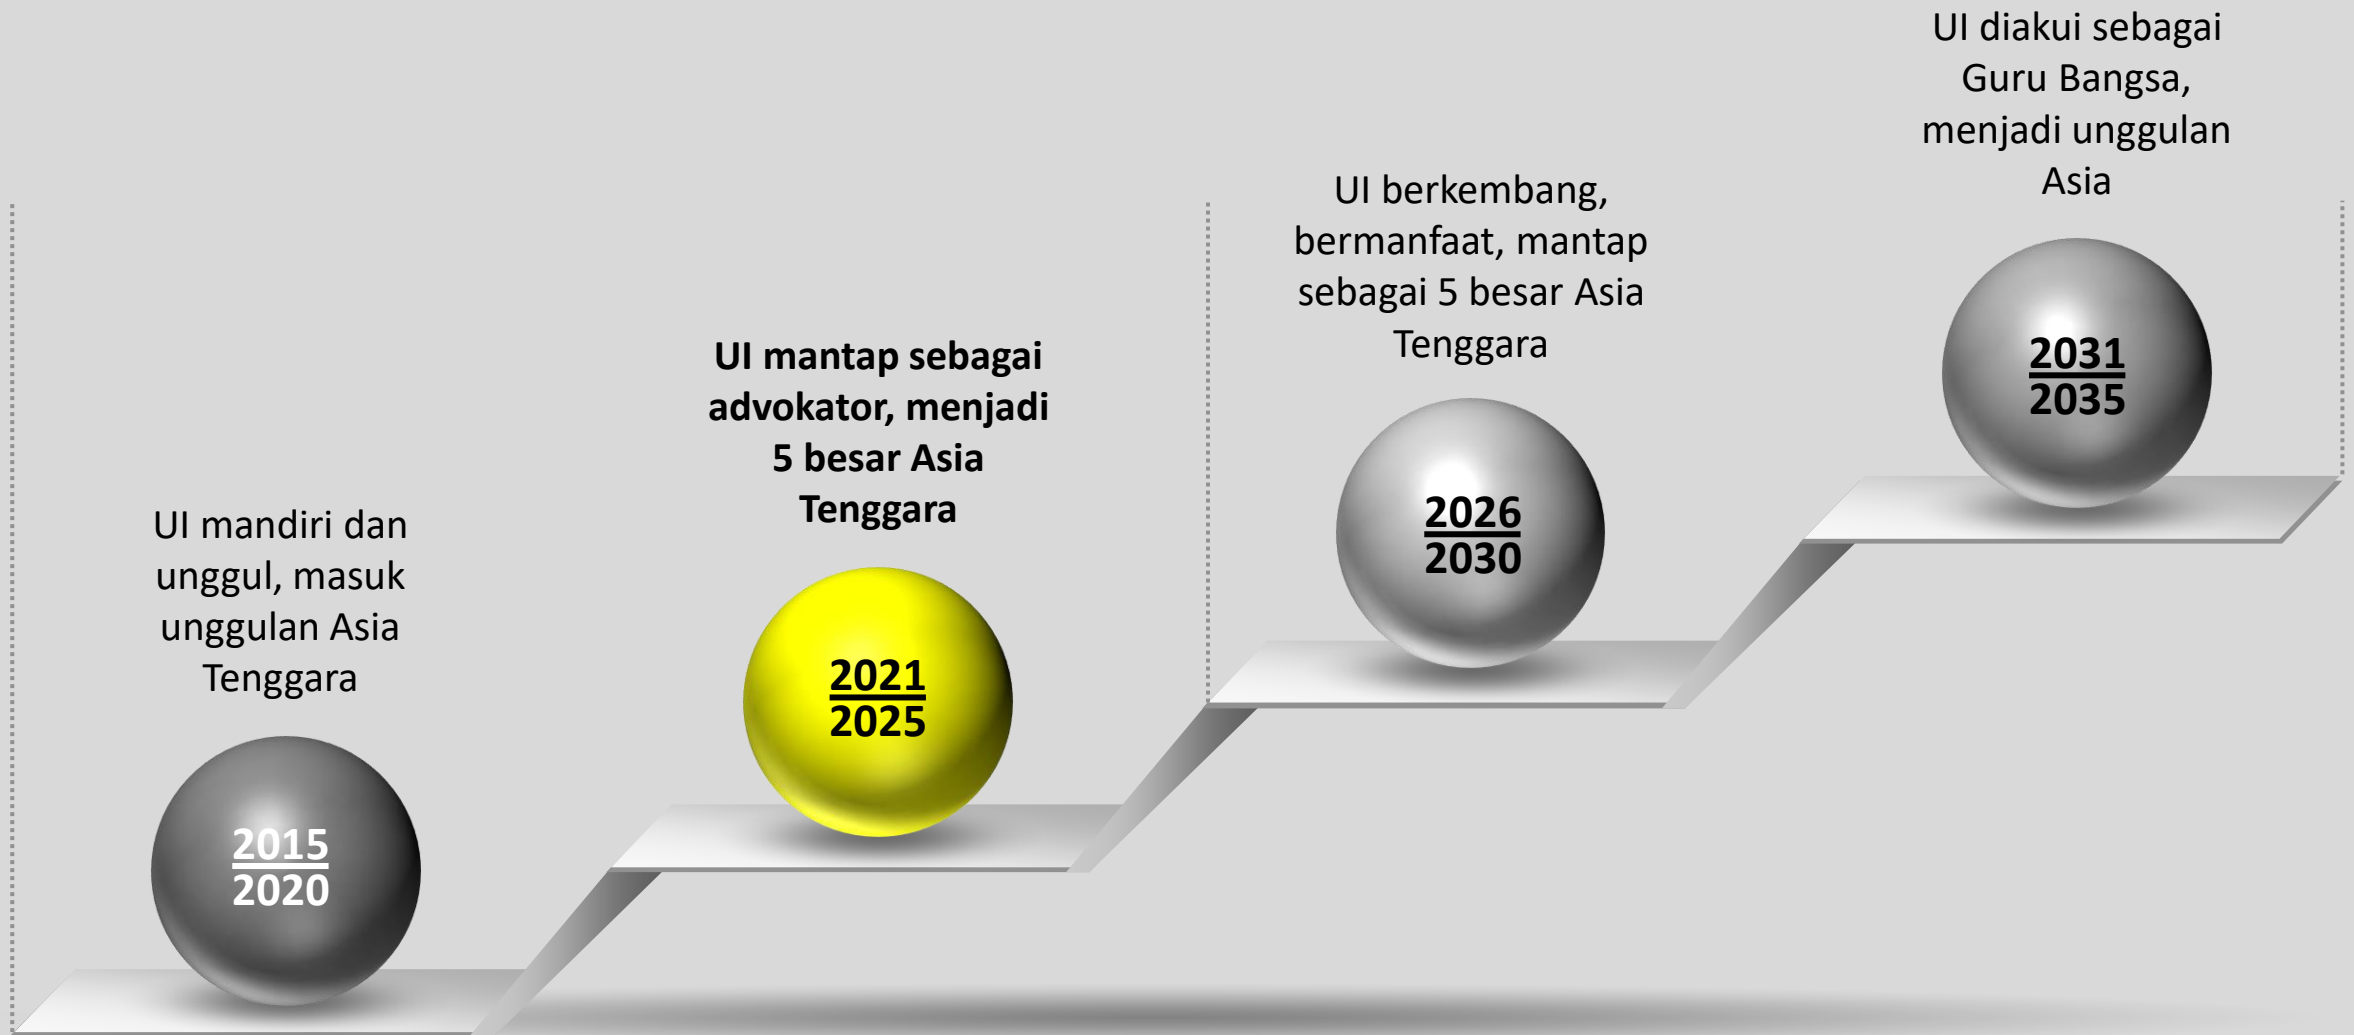 UI mandiri dan
unggul, masuk
unggulan Asia
Tenggara
2015
2020
UI mantap sebagai
advokator, menjadi
5 besar Asia
Tenggara
2021
2025
UI berkembang,
bermanfaat, mantap
sebagai 5 besar Asia
Tenggara
2026
2030
UI diakui sebagai
Guru Bangsa,
menjadi unggulan
Asia
2031
2035